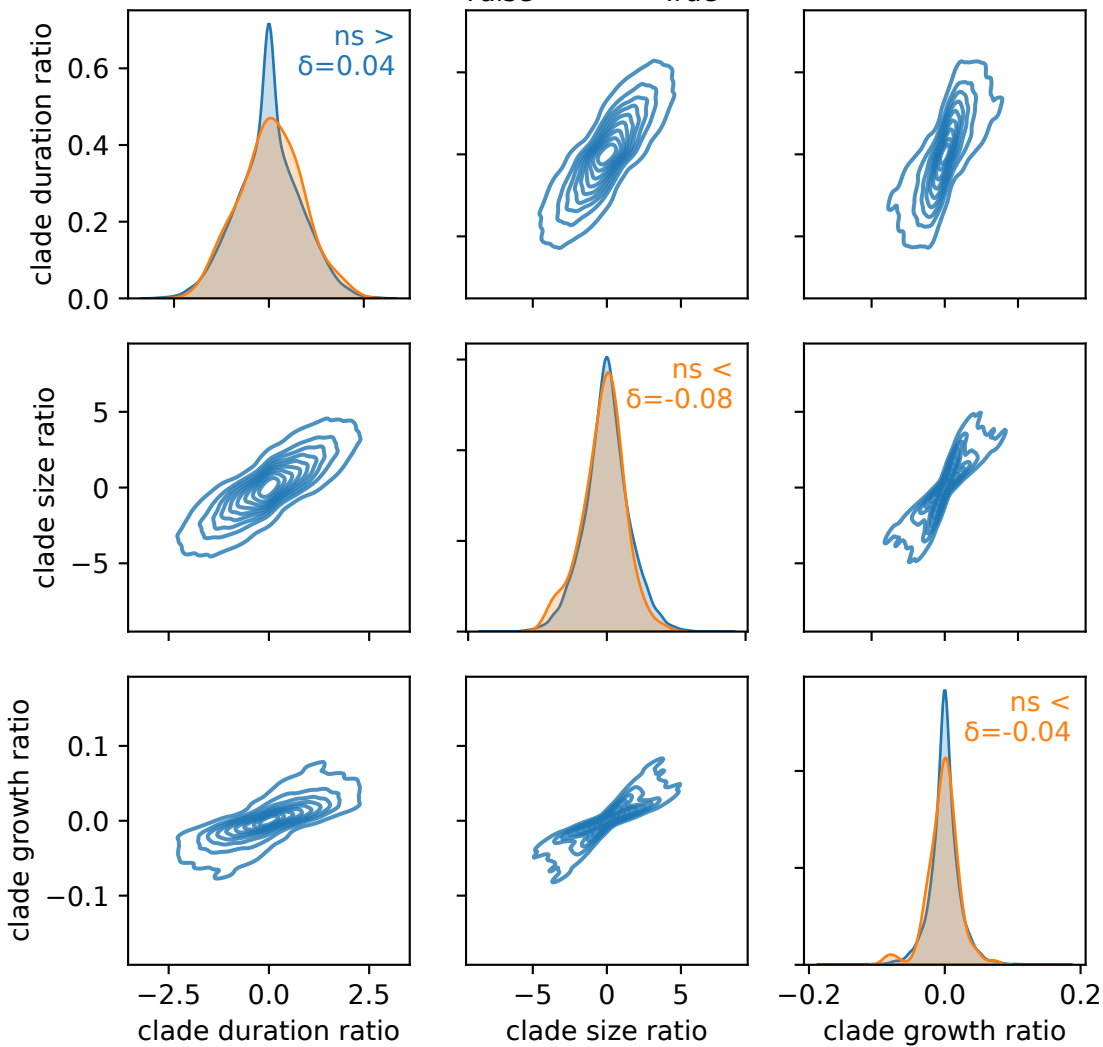 clade duration ratio
0.6
0.4
0.2
0.0
ns >
δ=0.04
clade size ratio
5
0
−5
ns <
δ=-0.08
clade growth ratio
0.1
0.0
−0.1
ns <
δ=-0.04
−2.5 0.0 2.5
clade duration ratio
−5 0 5
clade size ratio
−0.2 0.0 0.2
clade growth ratio